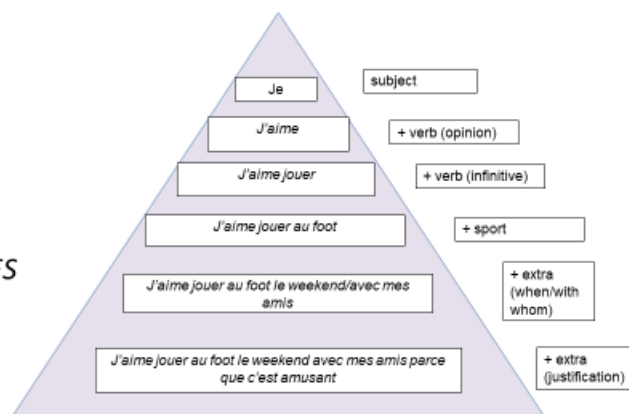 Je
subject
J'aime
+ verb (opinion)
J'aime jouer
+ verb (infinitive)
J'aime jouer au foot
+ sport
ES
J'aime jouer au foot le weekend/avec mes
amis
+ extra
(when/with
whom)
J'aime jouer au foot le weekend avec mes amis parce
que c'est amusant
+ extra
(justification)